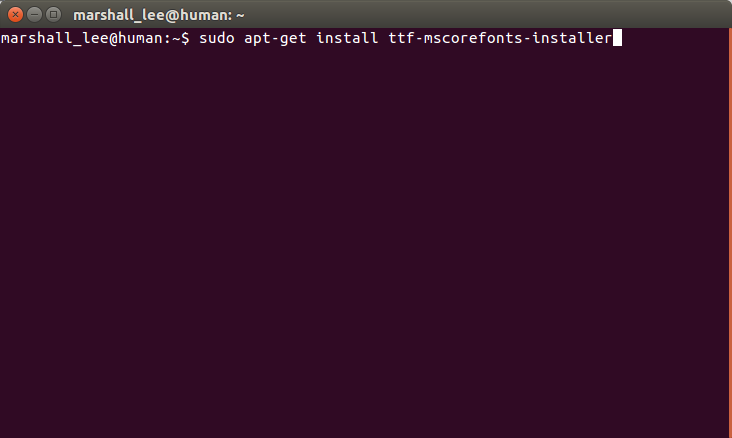 marshall_lee@human: ~
marshall_lee@human:~$ sudo apt-get install ttf-mscorefonts-installer